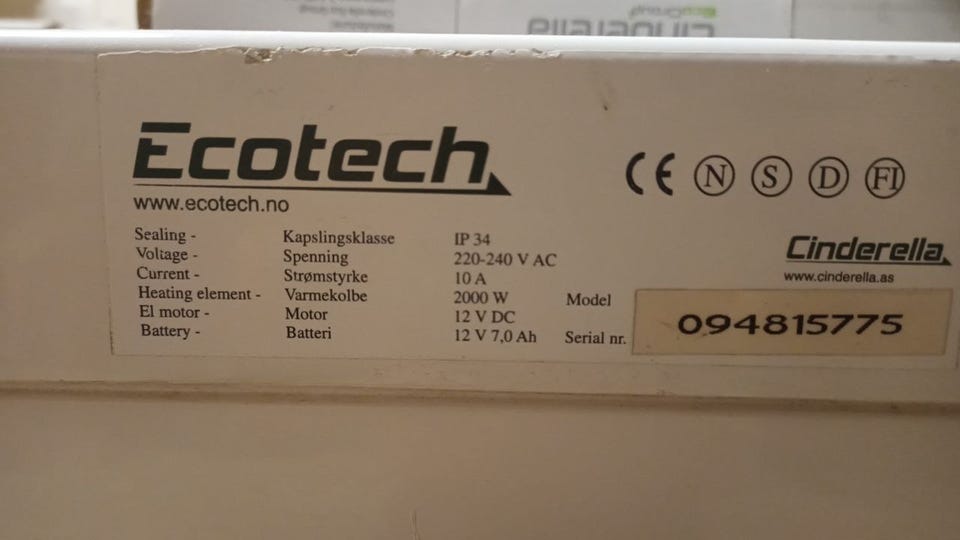 Ecotech
www.ecotech.no
CE N S D FI
Sealing - Kapslingsklasse IP 34
Voltage - Spenning 220-240 V AC
Current - Strømstyrke 10 A
Heating element - Varmekolbe 2000 W
El motor - Motor 12 V DC
Battery - Batteri 12 V 7,0 Ah
Cinderella
www.cinderella.as
Model
Serial nr.
094815775
cinderella